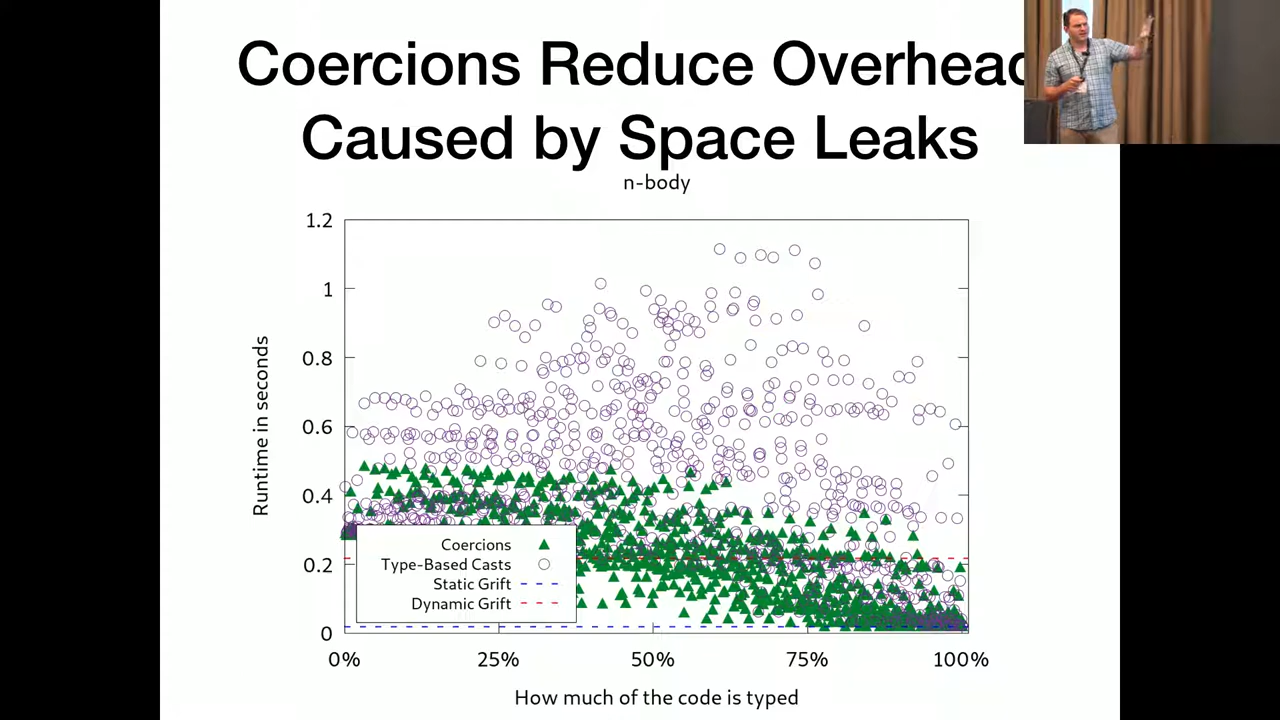 Coercions Reduce Overhead
Caused by Space Leaks
n-body
1.2
1
0.8
0.6
0.4
0.2
0
Runtime in seconds
Coercions
Type-Based Casts
Static Grift
Dynamic Grift
0%
25%
50%
75%
100%
How much of the code is typed